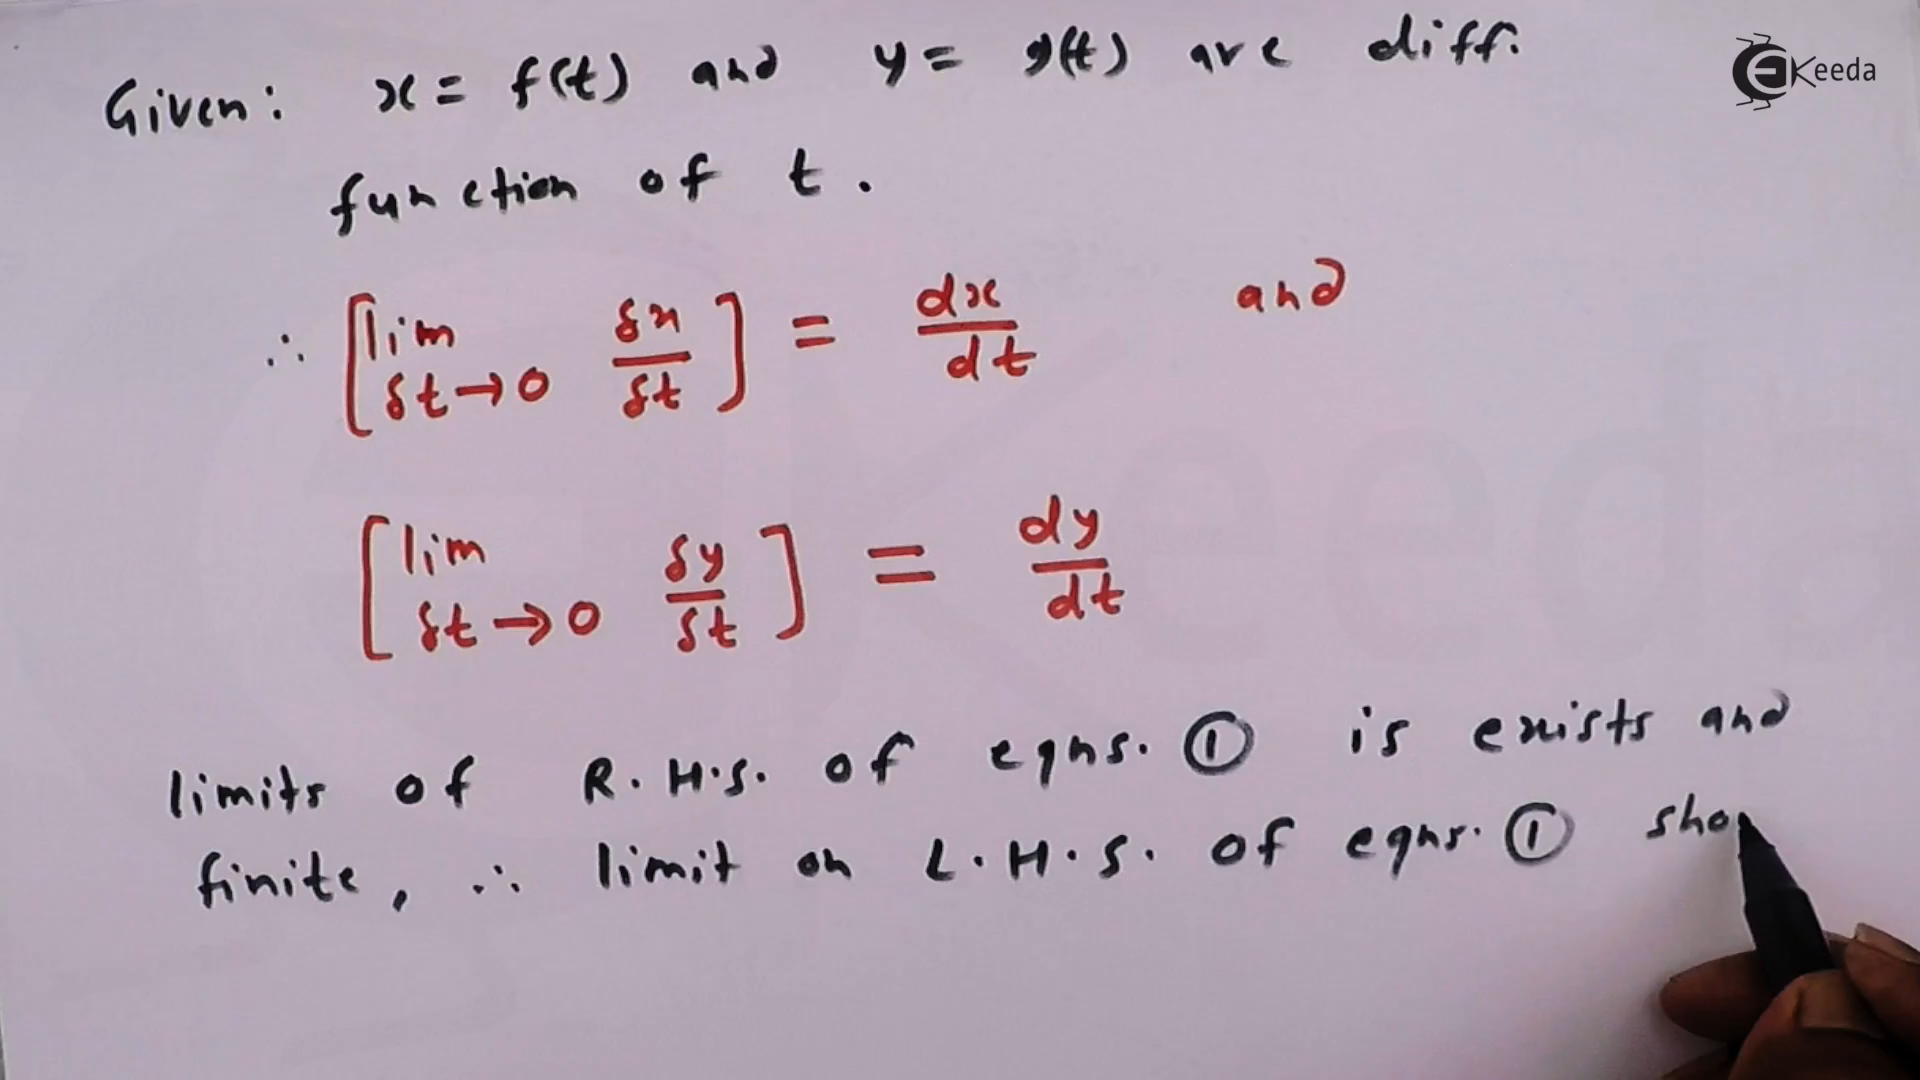 Given: x = f(t) and y = g(t) are diff.
Keeda
function of t.
∴ [lim δt→0 δx/δt] = dx/dt and
[lim δt→0 δy/δt] = dy/dt
limits of R.H.S. of eqns. ① is exists and
finite, ∴ limit on L.H.S. of eqns. ① sho